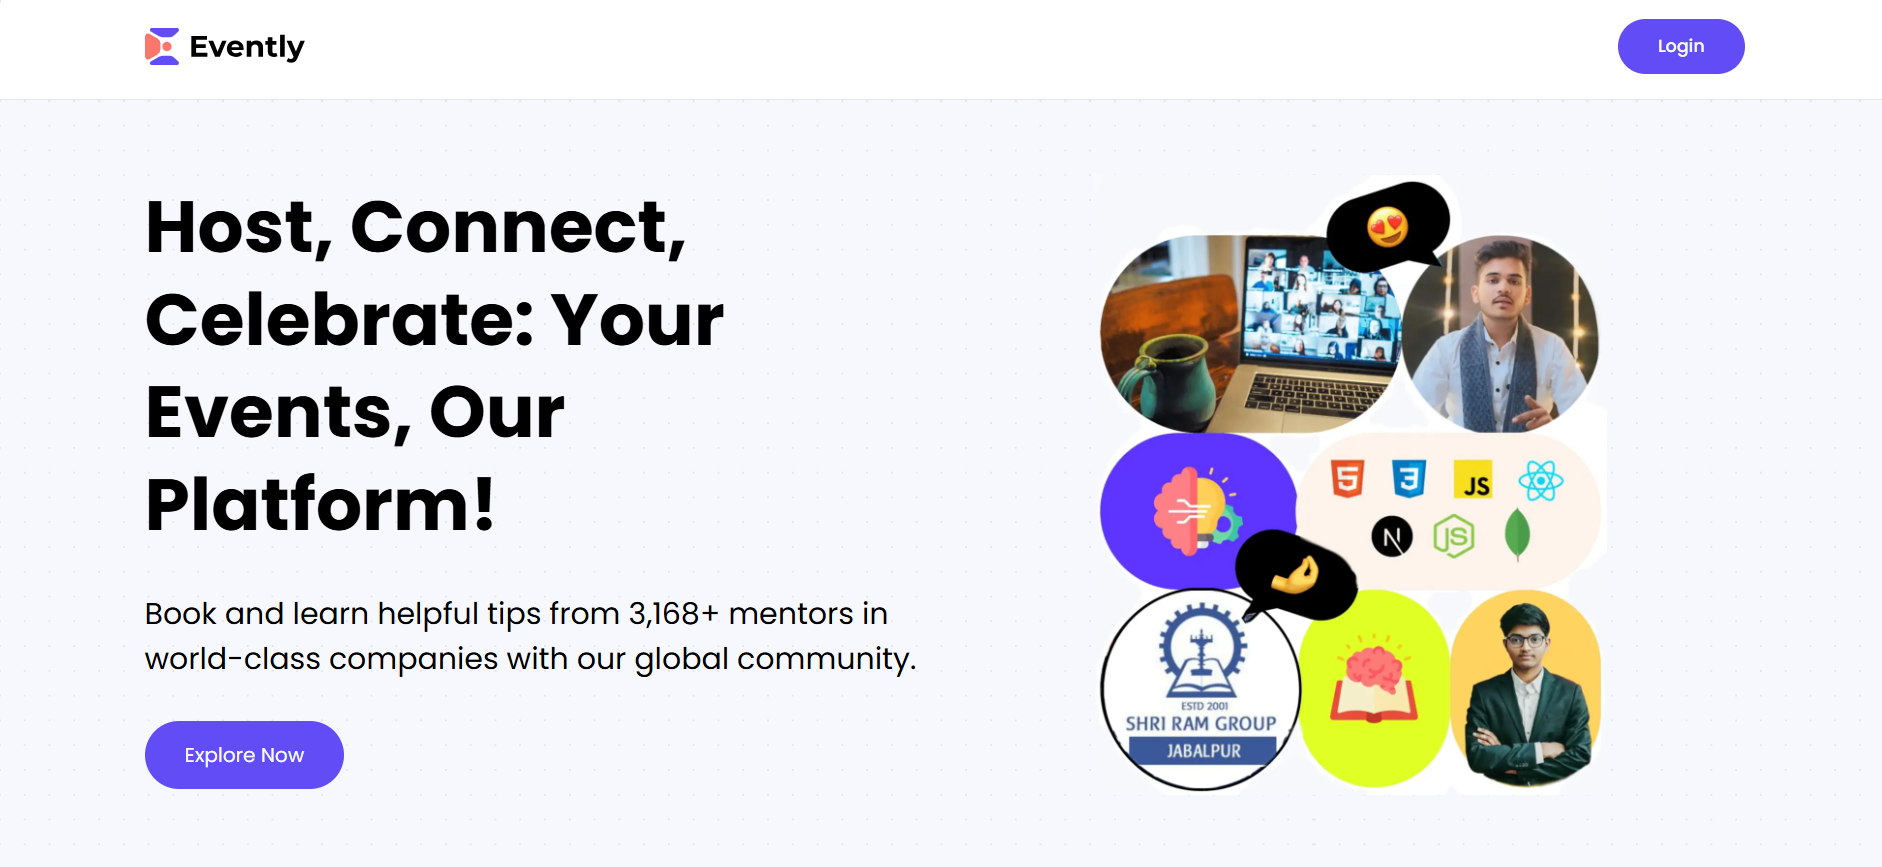 Evently
Login
Host, Connect,
Celebrate: Your
Events, Our
Platform!
Book and learn helpful tips from 3,168+ mentors in
world-class companies with our global community.
Explore Now
5
3
JS
N
JS
ESTD 2001
SHRI RAM GROUP
JABALPUR